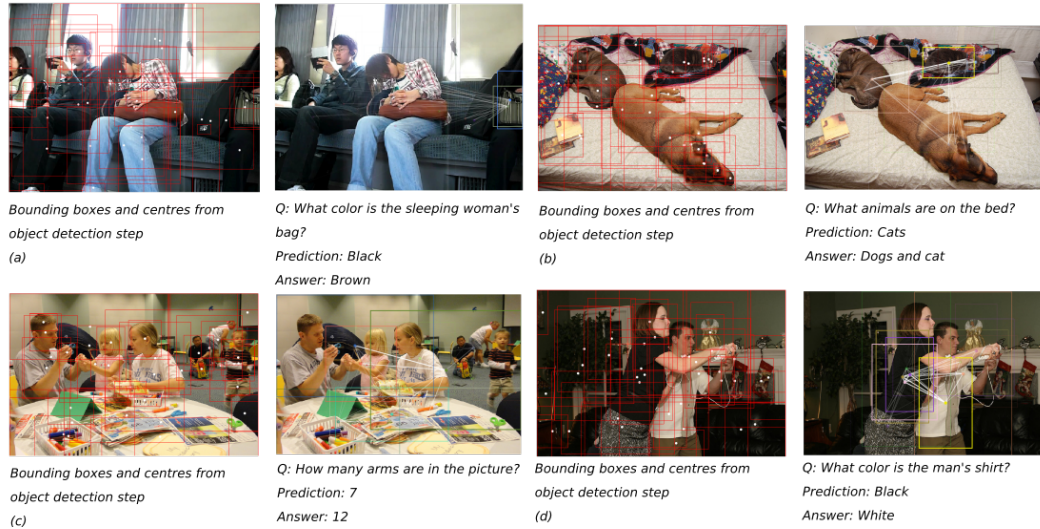 Bounding boxes and centres from
object detection step
(a)
Q: What color is the sleeping woman's
bag?
Prediction: Black
Answer: Brown
Bounding boxes and centres from
object detection step
(b)
Q: What animals are on the bed?
Prediction: Cats
Answer: Dogs and cat
Bounding boxes and centres from
object detection step
(c)
Q: How many arms are in the picture?
Prediction: 7
Answer: 12
Bounding boxes and centres from
object detection step
(d)
Q: What color is the man's shirt?
Prediction: Black
Answer: White